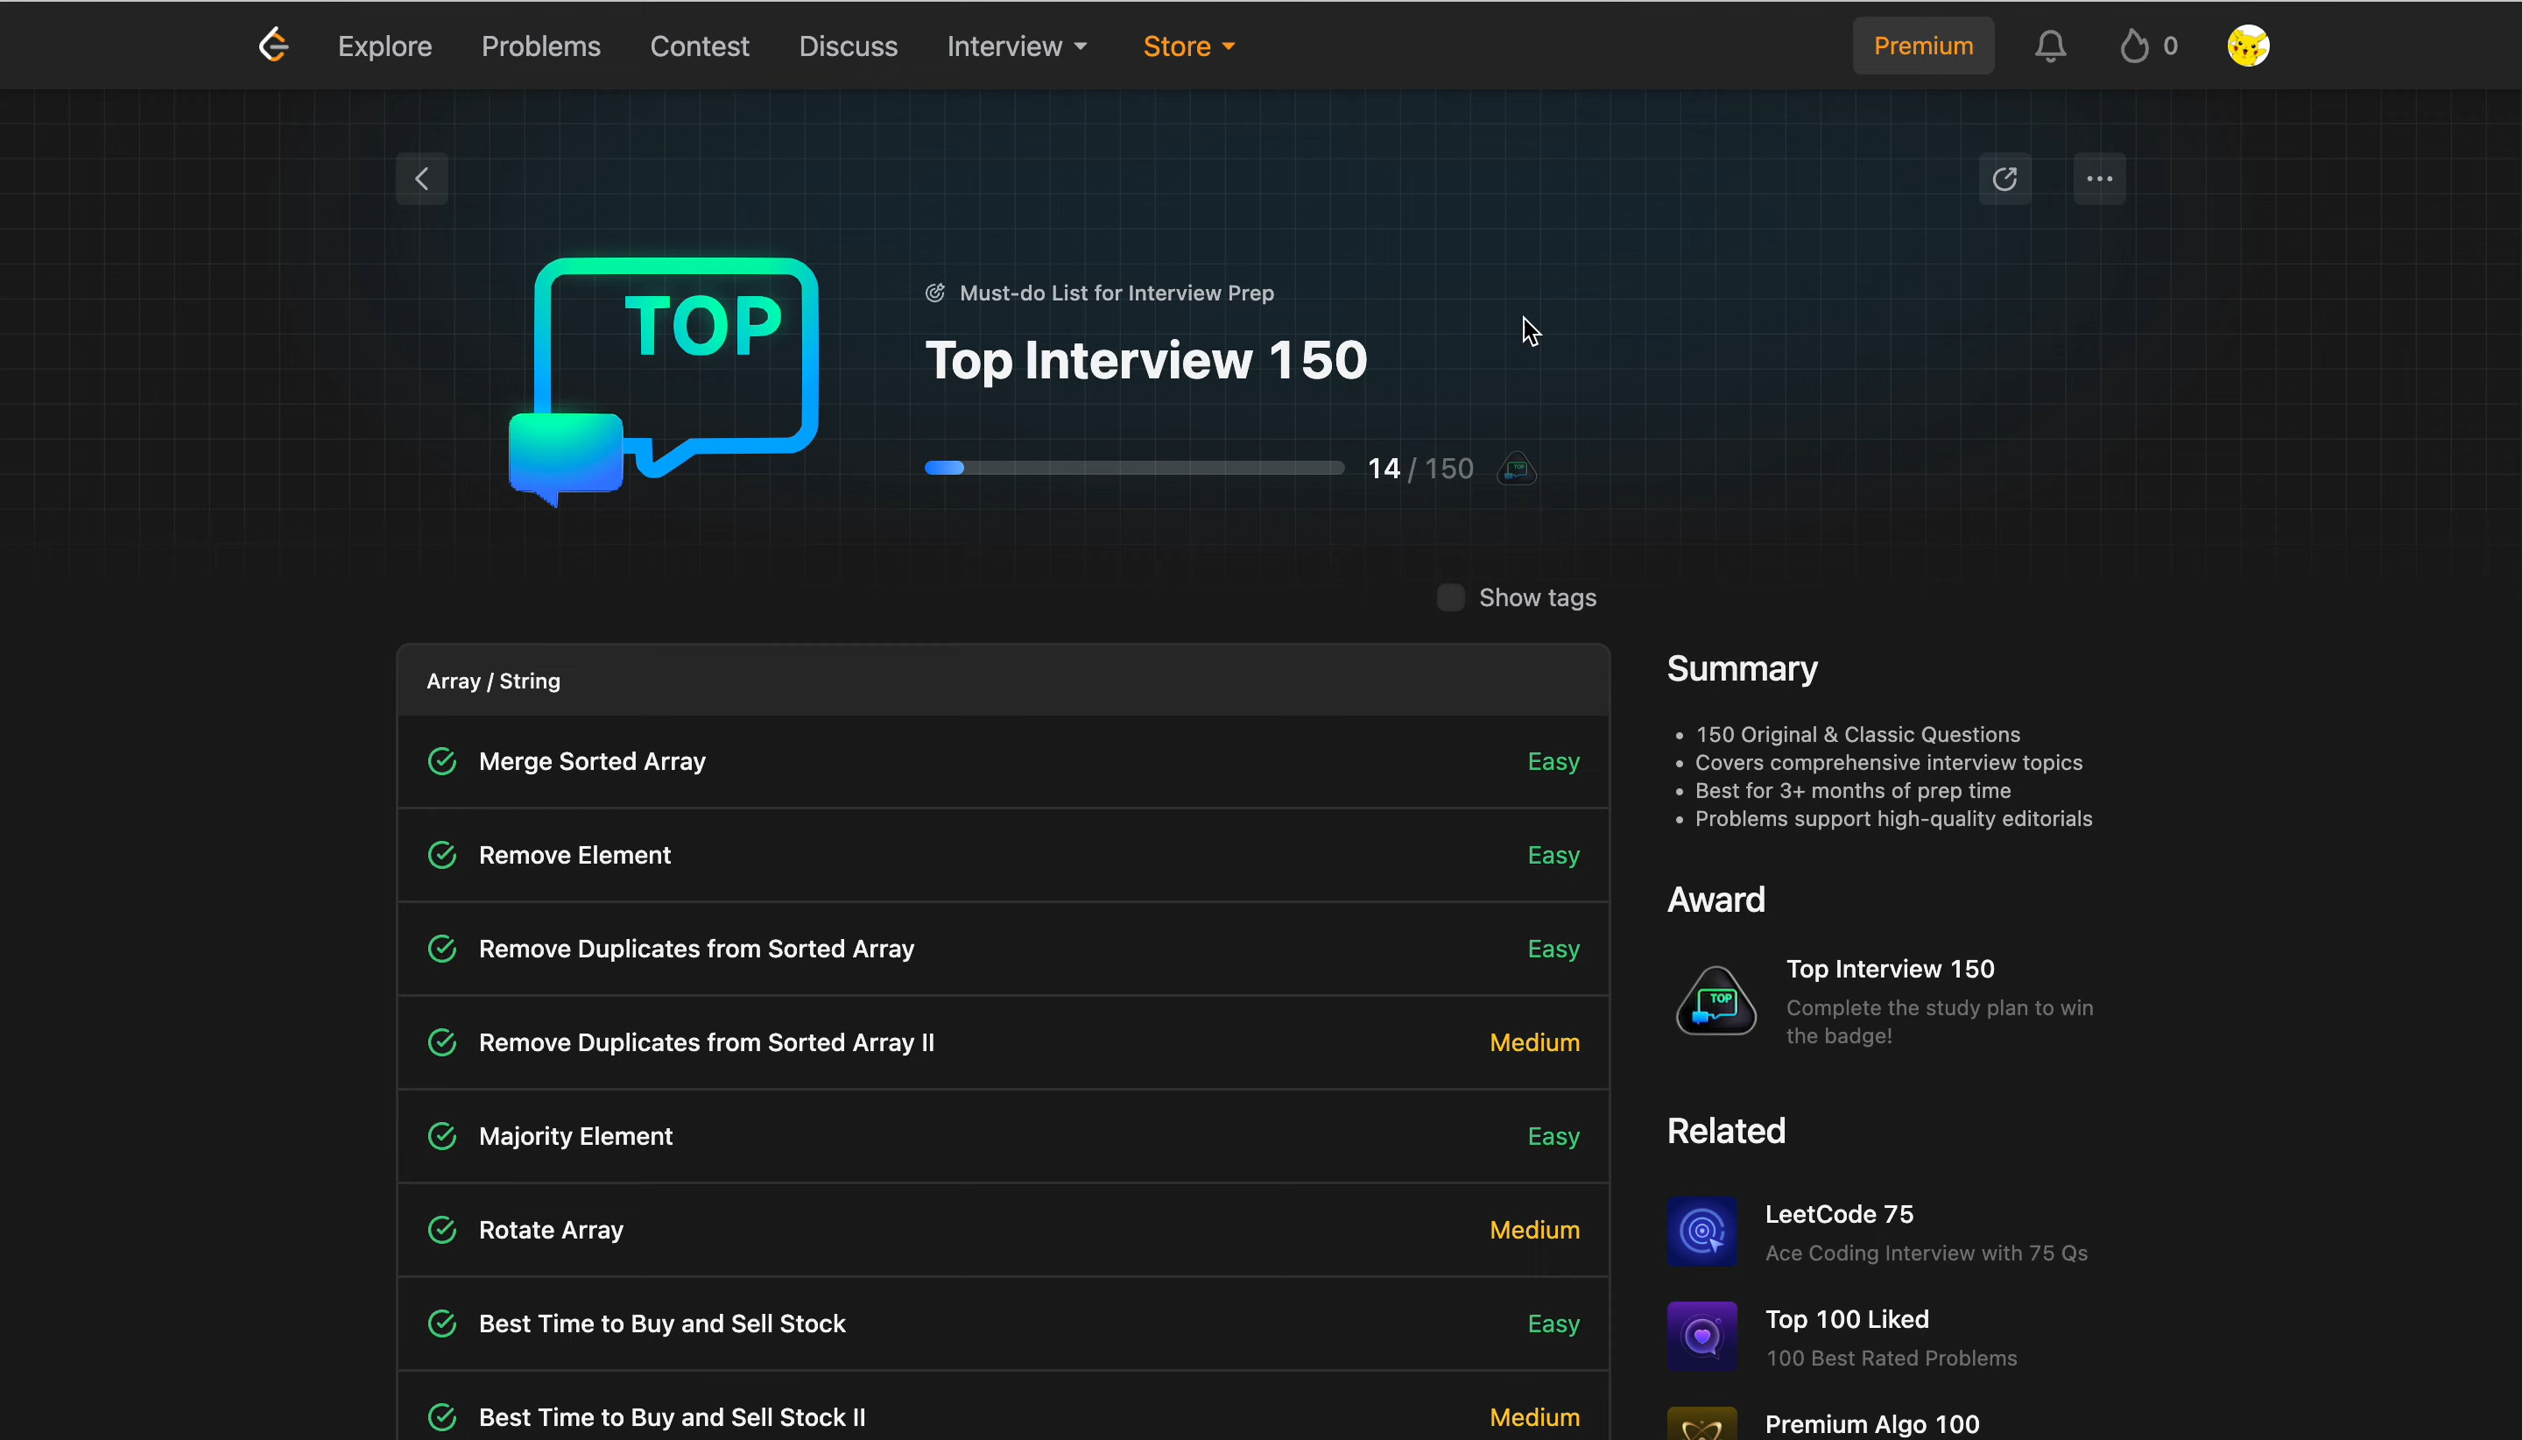 Explore Problems Contest Discuss Interview Store Premium 0
TOP
Must-do List for Interview Prep
Top Interview 150
14 / 150
Show tags
Array / String
Merge Sorted Array Easy
Remove Element Easy
Remove Duplicates from Sorted Array Easy
Remove Duplicates from Sorted Array II Medium
Majority Element Easy
Rotate Array Medium
Best Time to Buy and Sell Stock Easy
Best Time to Buy and Sell Stock II Medium
Summary
• 150 Original & Classic Questions
• Covers comprehensive interview topics
• Best for 3+ months of prep time
• Problems support high-quality editorials
Award
TOP
Top Interview 150
Complete the study plan to win
the badge!
Related
LeetCode 75
Ace Coding Interview with 75 Qs
Top 100 Liked
100 Best Rated Problems
Premium Algo 100